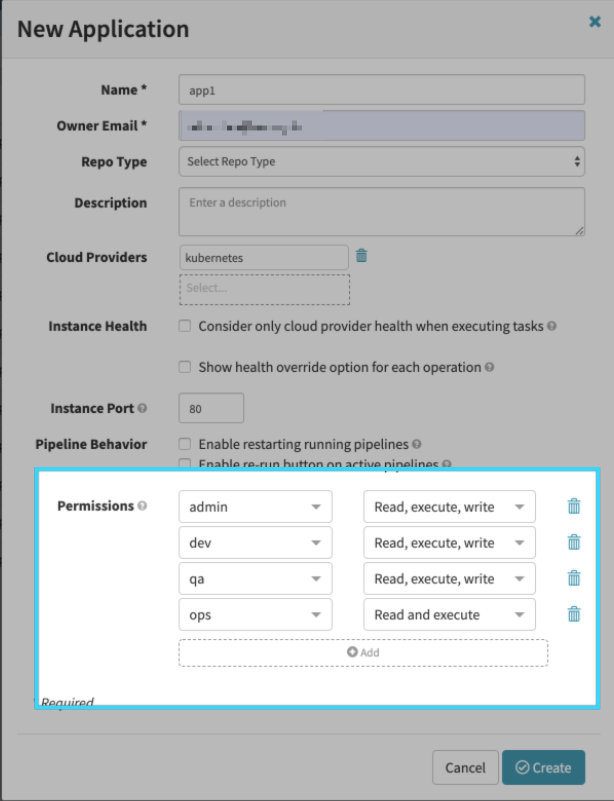 New Application
Name * app1
Owner Email *
Repo Type Select Repo Type
Description Enter a description
Cloud Providers kubernetes
Select...
Instance Health Consider only cloud provider health when executing tasks
Show health override option for each operation
Instance Port 80
Pipeline Behavior Enable restarting running pipelines
Enable re-run button on active pipelines
Permissions admin Read, execute, write
dev Read, execute, write
qa Read, execute, write
ops Read and execute
Add
* Required
Cancel Create